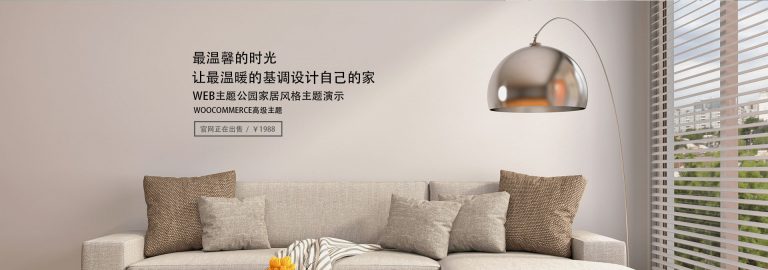 最温馨的时光
让最温暖的基调设计自己的家
WEB主题公园家居风格主题演示
WOOCOMMERCE高级主题
官网正在出售 / ￥1988